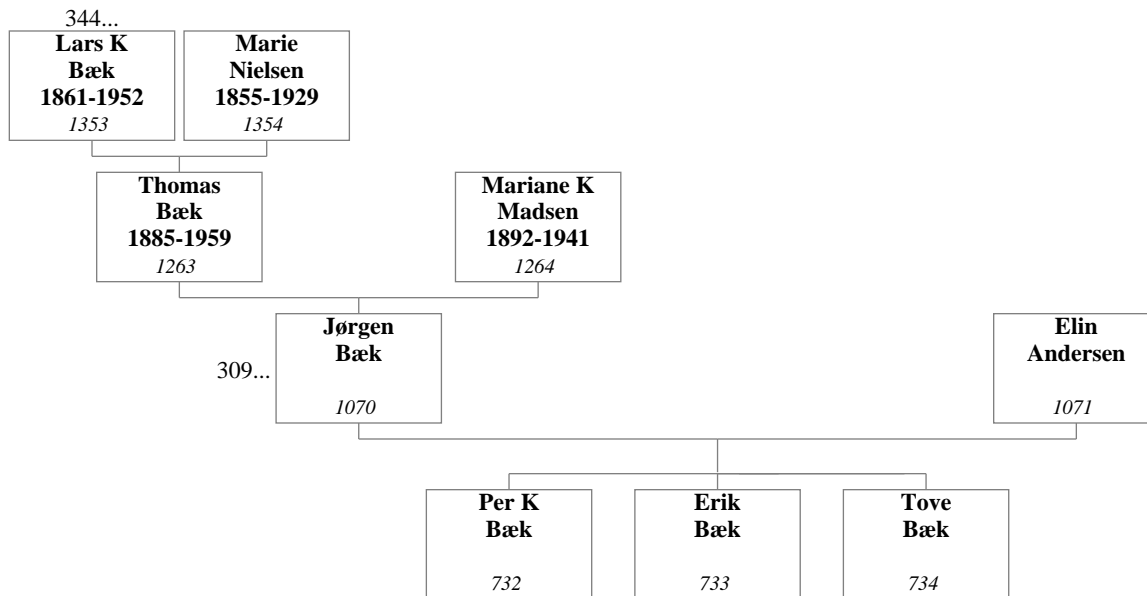 344...
Lars K
Bæk
1861-1952
1353
Marie
Nielsen
1855-1929
1354
Thomas
Bæk
1885-1959
1263
Mariane K
Madsen
1892-1941
1264
309...
Jørgen
Bæk
1070
Elin
Andersen
1071
Per K
Bæk
732
Erik
Bæk
733
Tove
Bæk
734